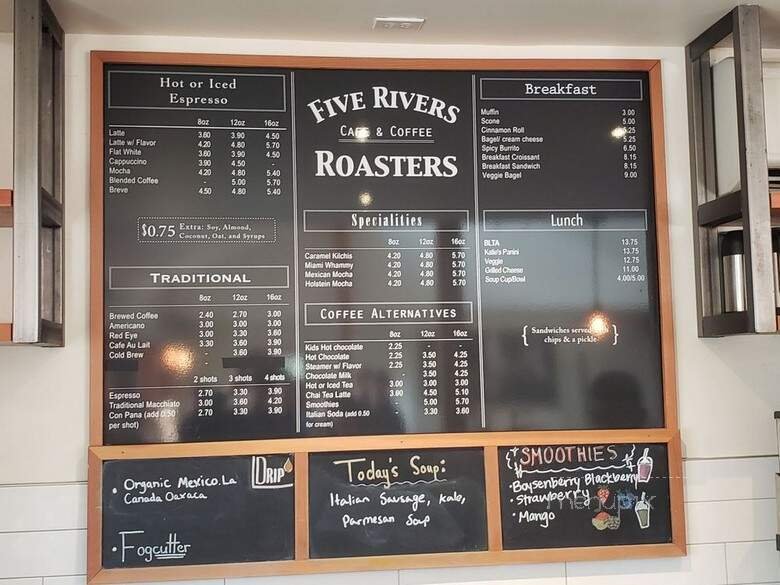 Hot or Iced
Espresso
8oz 12oz 16oz
Latte 3.60 3.90 4.50
Latte w/ Flavor 4.20 4.80 5.70
Flat White 3.60 3.90 4.50
Cappuccino 3.90 4.50 -
Mocha 4.20 4.80 5.40
Blended Coffee - 5.00 5.70
Breve 4.50 4.80 5.40
$0.75 Extra: Soy, Almond,
Coconut, Oat, and Syrups
TRADITIONAL
8oz 12oz 16oz
Brewed Coffee 2.40 2.70 3.00
Americano 3.00 3.00 3.00
Red Eye 3.00 3.30 3.60
Cafe Au Lait 3.30 3.60 3.90
Cold Brew - 3.60 3.90
2 shots 3 shots 4 shots
Espresso 2.70 3.30 3.90
Traditional Macchiato 3.00 3.60 4.20
Con Pana (add 0.50 2.70 3.30 3.90
per shot)
FIVE RIVERS
CAFE & COFFEE
ROASTERS
Specialities
8oz 12oz 16oz
Caramel Kilchis 4.20 4.80 5.70
Miami Whammy 4.20 4.80 5.70
Mexican Mocha 4.20 4.80 5.70
Holstein Mocha 4.20 4.80 5.70
COFFEE ALTERNATIVES
8oz 12oz 16oz
Kids Hot chocolate 2.25 -
Hot Chocolate 2.25 3.50 4.25
Steamer w/ Flavor 2.25 3.50 4.25
Chocolate Milk - 3.50 4.25
Hot or Iced Tea 3.00 3.00 3.00
Chai Tea Latte 3.80 4.50 5.10
Smoothies - 5.00 5.70
Italian Soda (add 0.50 - 3.30 3.60
for cream)
Breakfast
Muffin 3.00
Scone 5.00
Cinnamon Roll 5.25
Bagel/ cream cheese 5.25
Spicy Burrito 6.50
Breakfast Croissant 8.15
Breakfast Sandwich 8.15
Veggie Bagel 9.00
Lunch
BLTA 13.75
Katie's Panini 13.75
Veggie 12.75
Grilled Cheese 11.00
Soup Cup/Bowl 4.00/5.00
{ Sandwiches served }
chips & a pickle
DRIP
• Organic Mexico.La
Canada Oaxaca
• Fogcutter
Today's Soup:
Italian Sausage, Kale,
Parmesan Soup
{SMOOTHIES}
• Boysenberry Blackberry
• Strawberry
• Mango
menupix